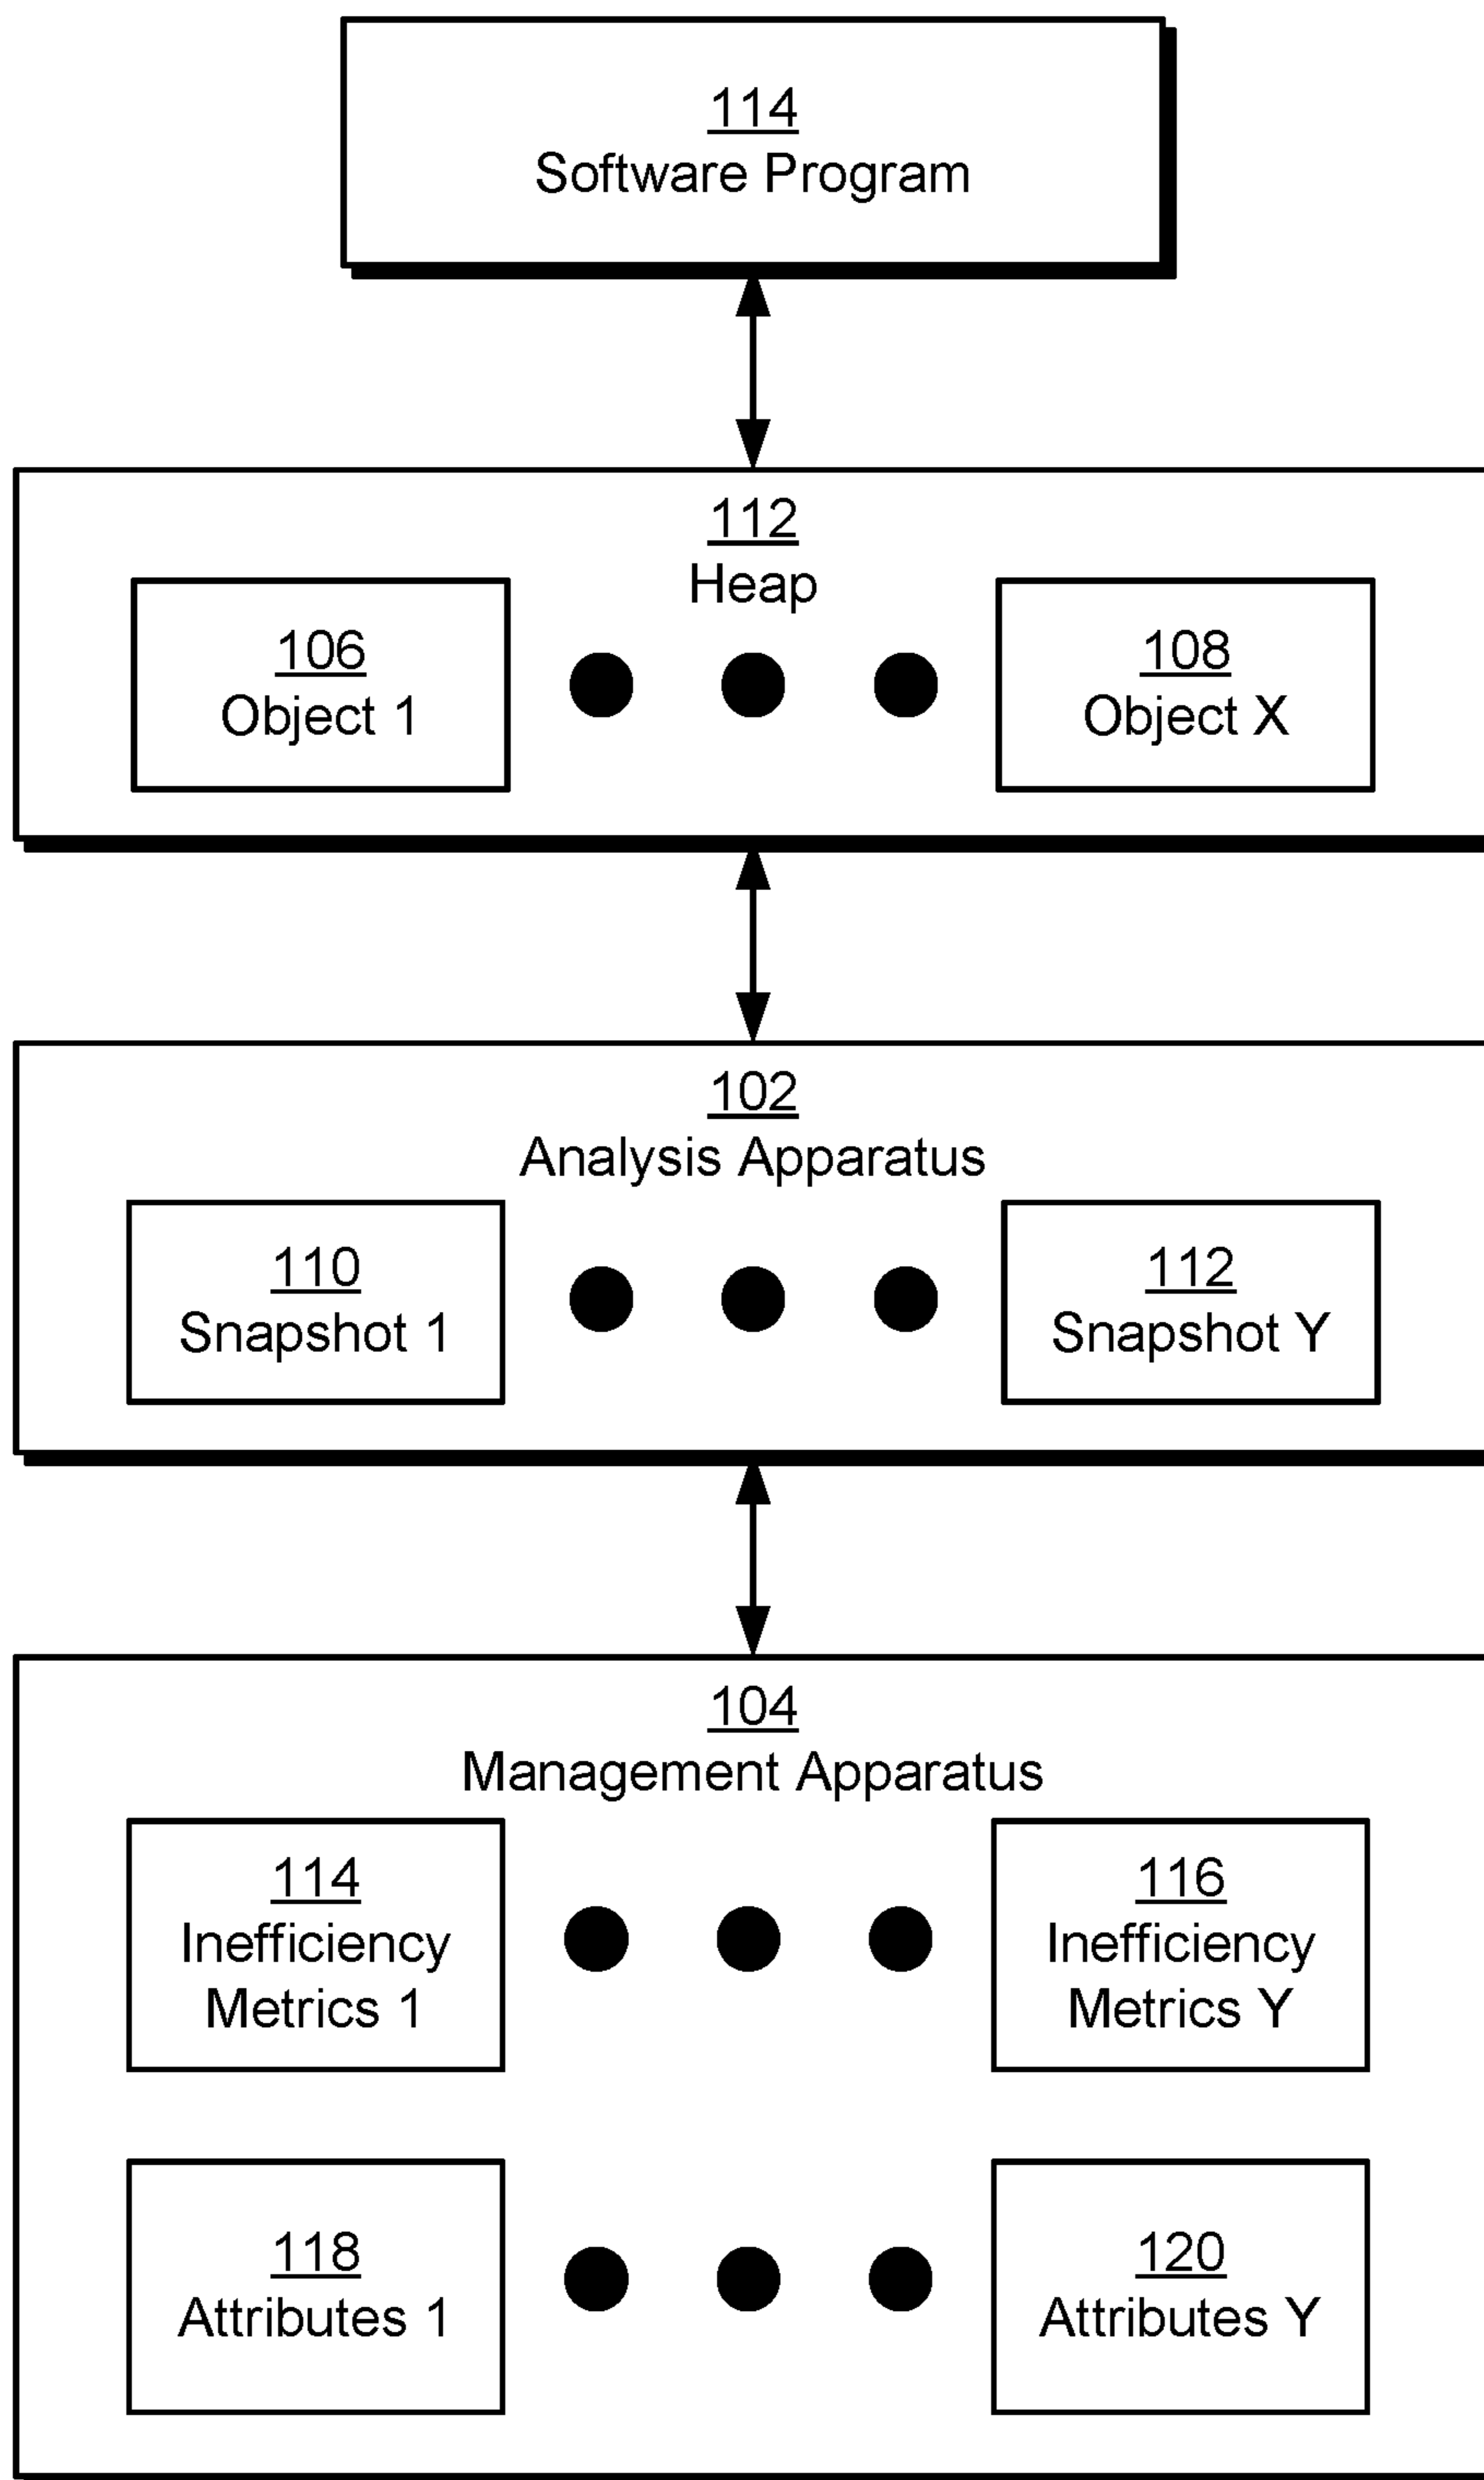 114
Software Program
112
Heap
106
Object 1
108
Object X
102
Analysis Apparatus
110
Snapshot 1
112
Snapshot Y
104
Management Apparatus
114
Inefficiency
Metrics 1
116
Inefficiency
Metrics Y
118
Attributes 1
120
Attributes Y